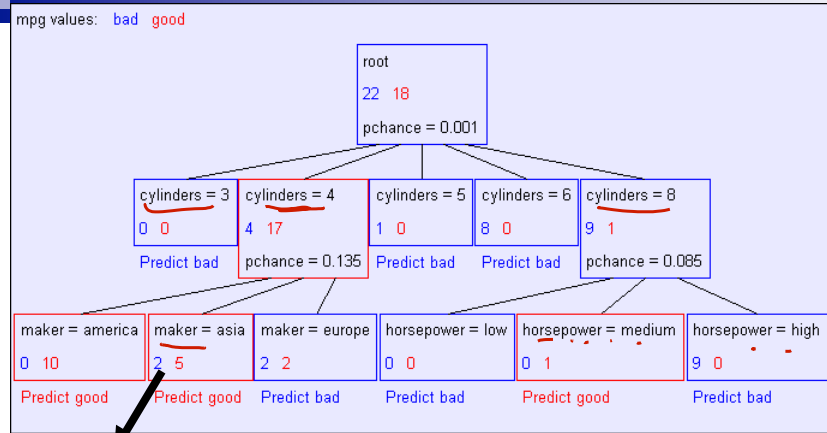 mpg values: bad good
root
22 18
pchance = 0.001
cylinders = 3 cylinders = 4 cylinders = 5 cylinders = 6 cylinders = 8
0 0 4 17 1 0 8 0 9 1
Predict bad pchance = 0.135 Predict bad Predict bad pchance = 0.085
maker = america maker = asia maker = europe horsepower = low horsepower = medium horsepower = high
0 10 2 5 2 2 0 0 0 1 9 0
Predict good Predict good Predict bad Predict bad Predict good Predict bad